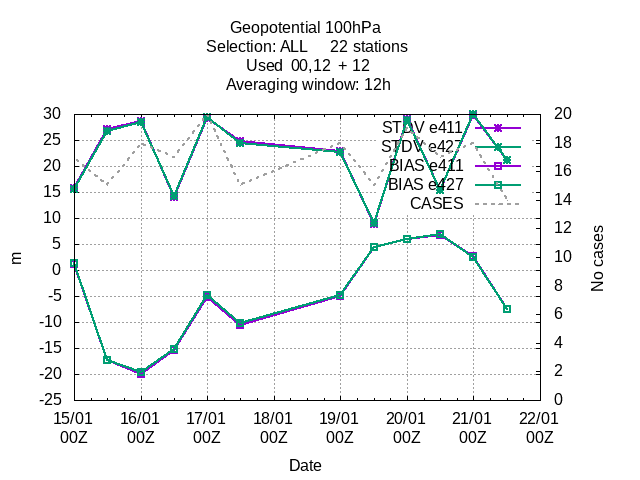 Geopotential 100hPa
Selection: ALL     22 stations
Used  00,12  + 12
Averaging window: 12h
30
25
20
15
10
5
0
-5
-10
-15
-20
-25
m
20
18
16
14
12
10
8
6
4
2
0
No cases
STDV e411
STDV e427
BIAS e411
BIAS e427
CASES
15/01 16/01 17/01 18/01 19/01 20/01 21/01 22/01
00Z 00Z 00Z 00Z 00Z 00Z 00Z 00Z
Date